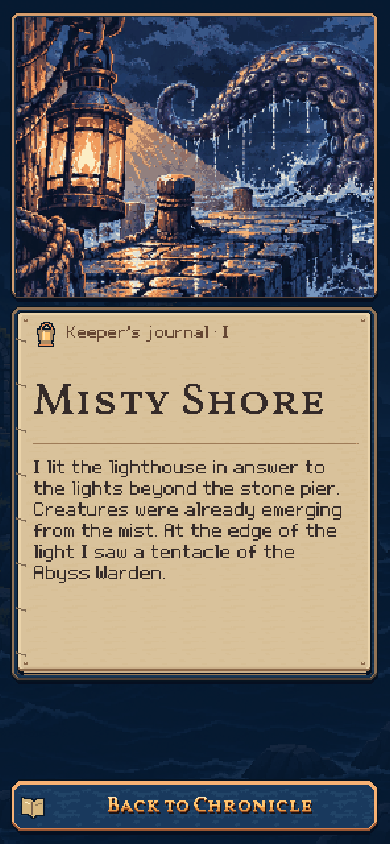 Keeper's journal · I
Misty Shore
I lit the lighthouse in answer to
the lights beyond the stone pier.
Creatures were already emerging
from the mist. At the edge of the
light I saw a tentacle of the
Abyss Warden.
Back to Chronicle